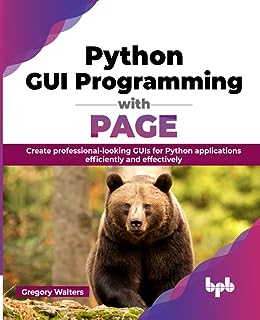 Python
GUI Programming
with
PAGE
Create professional-looking GUIs for Python applications
efficiently and effectively
Gregory Walters
bpb